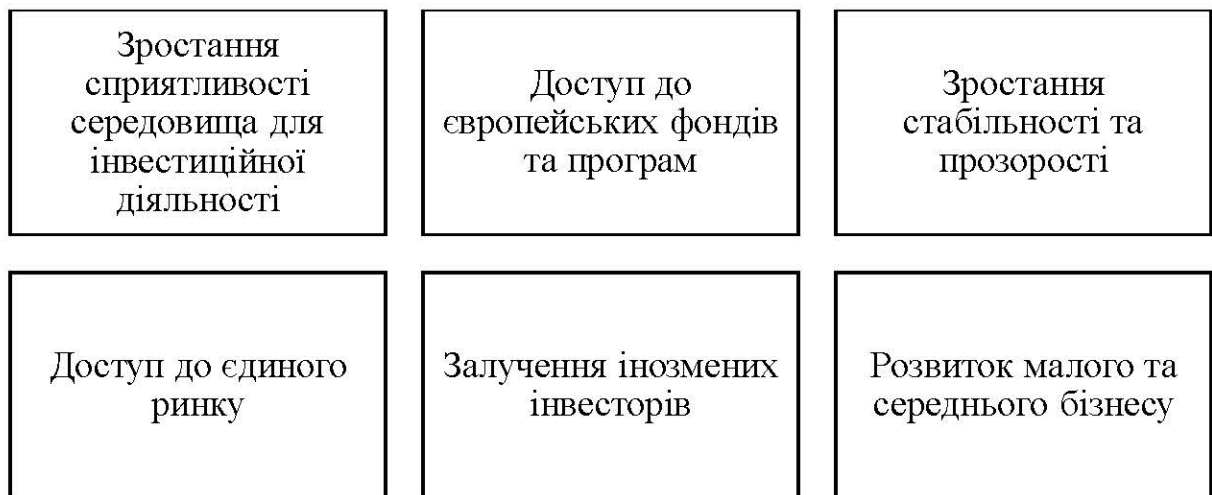 Зростання
сприятливості
середовища для
інвестиційної
діяльності
Доступ до
європейських фондів
та програм
Зростання
стабільності та
прозорості
Доступ до єдиного
ринку
Залучення інозмених
інвесторів
Розвиток малого та
середнього бізнесу